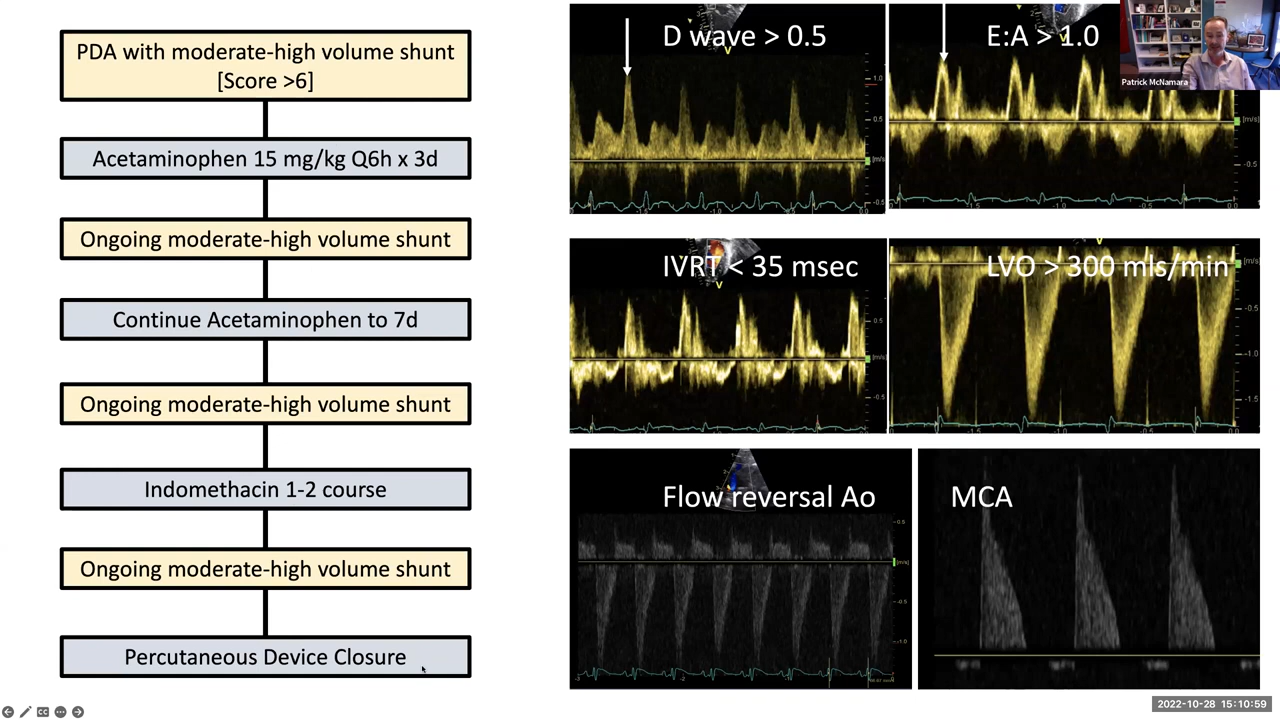 PDA with moderate-high volume shunt
[Score >6]
Acetaminophen 15 mg/kg Q6h x 3d
Ongoing moderate-high volume shunt
Continue Acetaminophen to 7d
Ongoing moderate-high volume shunt
Indomethacin 1-2 course
Ongoing moderate-high volume shunt
Percutaneous Device Closure
D wave > 0.5
E:A > 1.0
Patrick McNamara
IVRT < 35 msec
LVO > 300 mls/min
Flow reversal Ao
MCA
2022-10-28 15:10:59